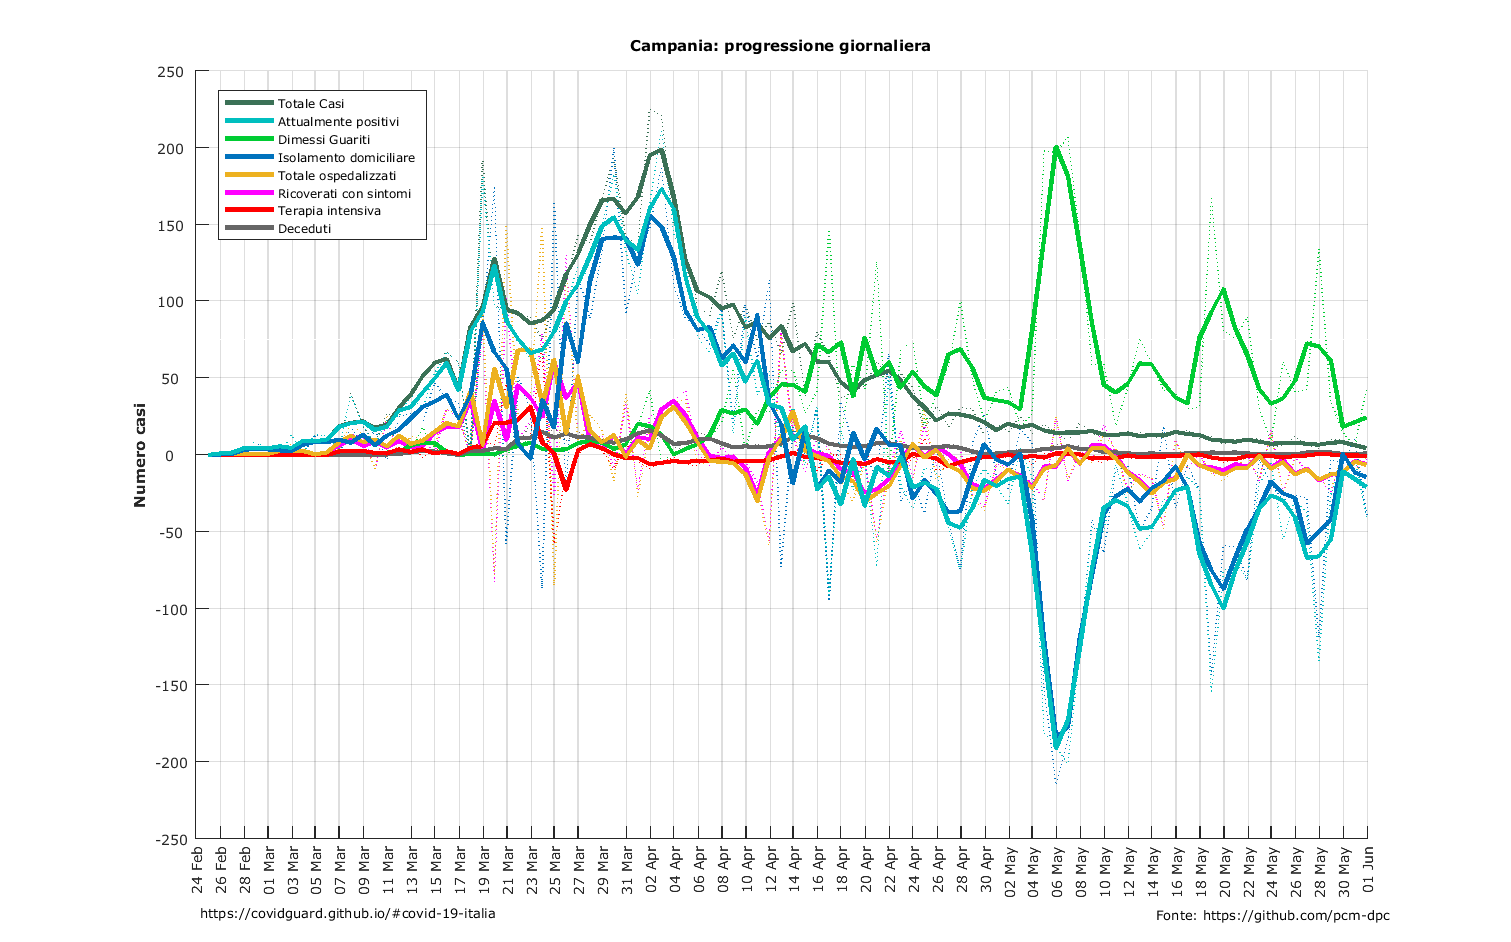 Campania: progressione giornaliera
250
200
150
100
50
0
-50
-100
-150
-200
-250
Numero casi
Totale Casi
Attualmente positivi
Dimessi Guariti
Isolamento domiciliare
Totale ospedalizzati
Ricoverati con sintomi
Terapia intensiva
Deceduti
24 Feb
26 Feb
28 Feb
01 Mar
03 Mar
05 Mar
07 Mar
09 Mar
11 Mar
13 Mar
15 Mar
17 Mar
19 Mar
21 Mar
23 Mar
25 Mar
27 Mar
29 Mar
31 Mar
02 Apr
04 Apr
06 Apr
08 Apr
10 Apr
12 Apr
14 Apr
16 Apr
18 Apr
20 Apr
22 Apr
24 Apr
26 Apr
28 Apr
30 Apr
02 May
04 May
06 May
08 May
10 May
12 May
14 May
16 May
18 May
20 May
22 May
24 May
26 May
28 May
30 May
01 Jun
https://covidguard.github.io/#covid-19-italia
Fonte: https://github.com/pcm-dpc